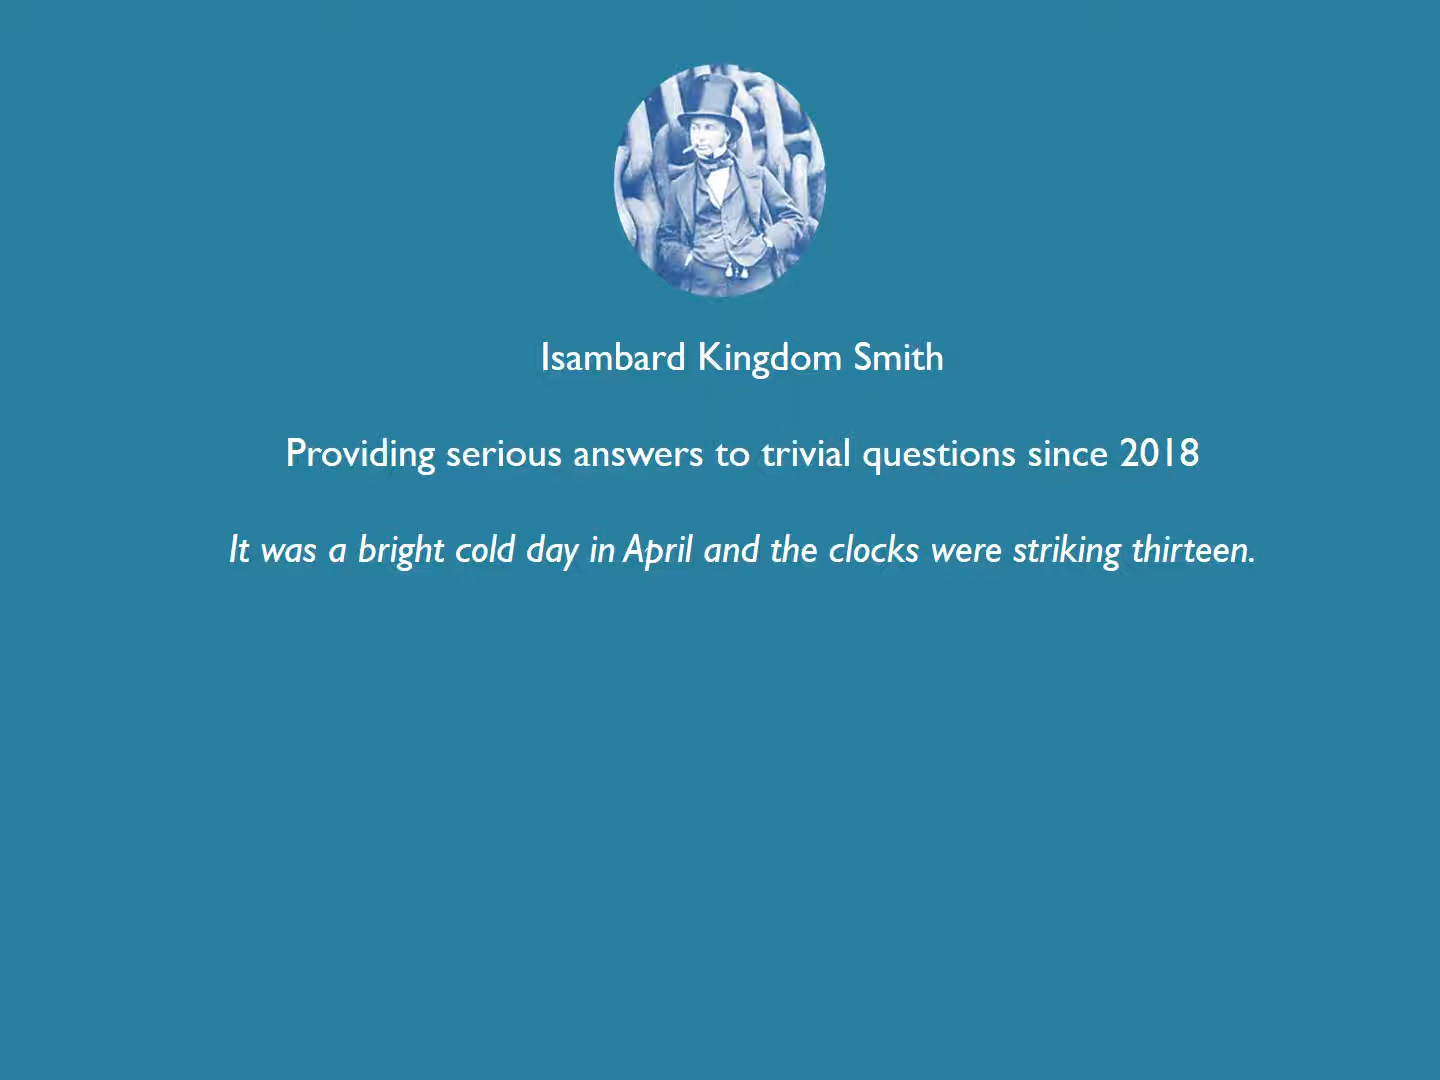 Isambard Kingdom Smith
Providing serious answers to trivial questions since 2018
It was a bright cold day in April and the clocks were striking thirteen.